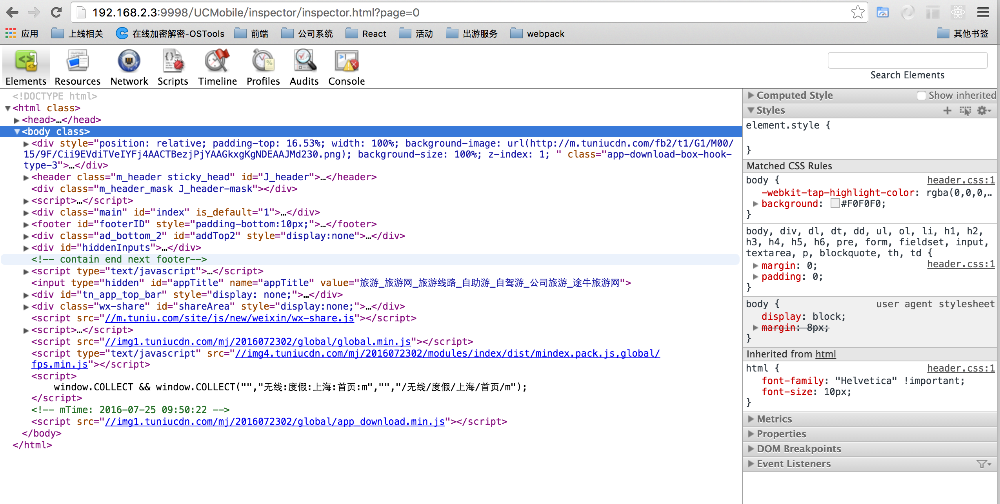 192.168.2.3:9998/UCMobile/inspector/inspector.html?page=0
应用 上线相关 在线加密解密-OSTools 前端 公司系统 React 活动 出游服务 webpack 其他书签
Elements Resources Network Scripts Timeline Profiles Audits Console
Search Elements
<!DOCTYPE html>
<html class>
<head>…</head>
<body class>
<div style="position: relative; padding-top: 16.53%; width: 100%; background-image: url(http://m.tuniucdn.com/fb2/t1/G1/M00/
15/9F/Cii9EVdiTVeIYFj4AACTBezjPjYAAGkxgKgNDEAAJMd230.png); background-size: 100%; z-index: 1; " class="app-download-box-hook-
type-3">…</div>
<header class="m_header sticky_head" id="J_header">…</header>
<div class="m_header_mask J_header-mask"></div>
<script>…</script>
<div class="main" id="index" is_default="1">…</div>
<footer id="footerID" style="padding-bottom:10px;">…</footer>
<div class="ad_bottom_2" id="addTop2" style="display:none">…</div>
<div id="hiddenInputs">…</div>
<!-- contain end next footer-->
<script type="text/javascript">…</script>
<input type="hidden" id="appTitle" name="appTitle" value="旅游_旅游网_旅游线路_自助游_自驾游_公司旅游_途牛旅游网">
<div id="tn_app_top_bar" style="display: none;">…</div>
<div class="wx-share" id="shareArea" style="display:none;">…</div>
<script src="//m.tuniu.com/site/js/new/weixin/wx-share.js"></script>
<script>…</script>
<script src="//img1.tuniucdn.com/mj/2016072302/global/global.min.js"></script>
<script type="text/javascript" src="//img4.tuniucdn.com/mj/2016072302/modules/index/dist/mindex.pack.js,global/
fps.min.js"></script>
<script>
window.COLLECT && window.COLLECT("","无线:度假:上海:首页:m","","/无线/度假/上海/首页/m");
</script>
<!-- mTime: 2016-07-25 09:50:22 -->
<script src="//img1.tuniucdn.com/mj/2016072302/global/app_download.min.js"></script>
</body>
</html>
Computed Style Show inherited
Styles
element.style {
}
Matched CSS Rules
body { header.css:1
-webkit-tap-highlight-color: rgba(0,0,0,…
background: #F0F0F0;
}
body, div, dl, dt, dd, ul, ol, li, h1, h2,
h3, h4, h5, h6, pre, form, fieldset, input,
textarea, p, blockquote, th, td {
header.css:1
margin: 0;
padding: 0;
}
body { user agent stylesheet
display: block;
margin: 8px;
}
Inherited from html
html { header.css:1
font-family: "Helvetica" !important;
font-size: 10px;
}
Metrics
Properties
DOM Breakpoints
Event Listeners